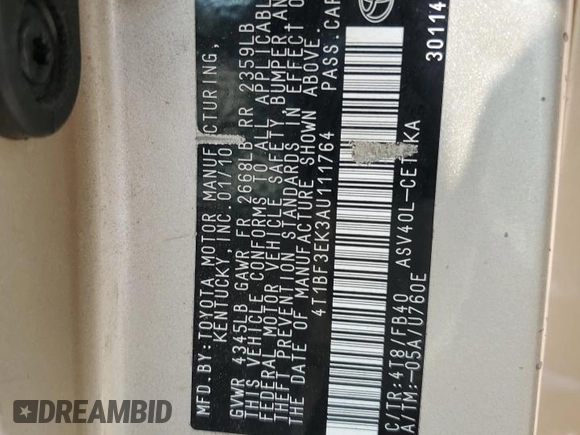 MFD.BY:TOYOTA MOTOR MANUFACTURING,
KENTUCKY, INC. 01/10
GVWR 4345LB GAWR FR 2668LB RR 2359LB
THIS VEHICLE CONFORMS TO ALL APPLICABLE
FEDERAL MOTOR VEHICLE SAFETY, BUMPER AND
THEFT PREVENTION STANDARDS IN EFFECT ON
THE DATE OF MANUFACTURE SHOWN ABOVE.
4T1BF3EK3AU111764 PASS. CAR
C/TR:4T8/FB40 ASV40L-
A/TM:-05A/U760E
30114
DREAMBID